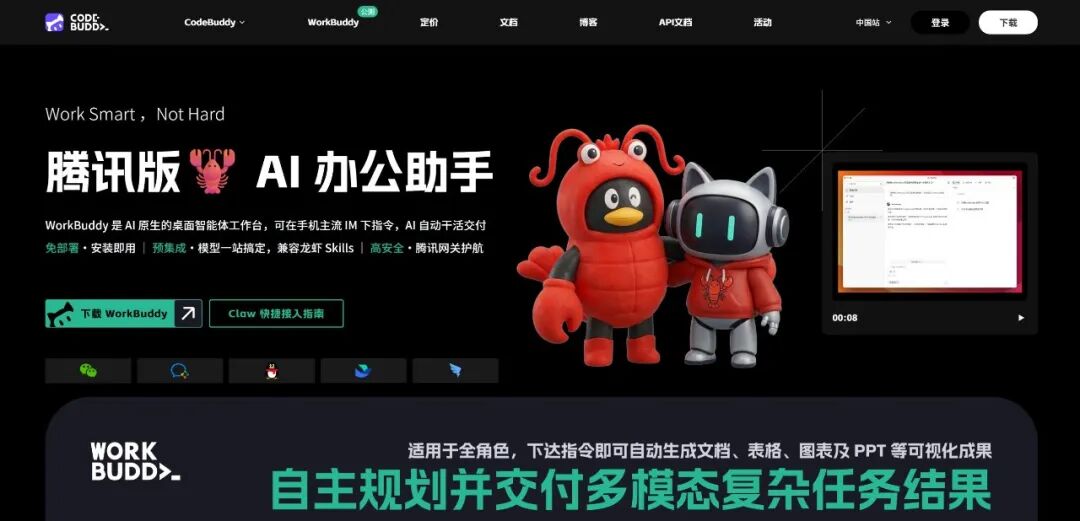 CODE BUDD>_
CodeBuddy
WorkBuddy
公测
定价
文档
博客
API文档
活动
中国站
登录
下载
Work Smart ，Not Hard
腾讯版 AI 办公助手
WorkBuddy 是 AI 原生的桌面智能体工作台，可在手机主流 IM 下指令，AI 自动干活交付
免部署·安装即用 ｜ 预集成·模型一站搞定，兼容龙虾 Skills ｜ 高安全·腾讯网关护航
下载 WorkBuddy
Claw 快捷接入指南
00:08
WORK
BUDD>_
适用于全角色，下达指令即可自动生成文档、表格、图表及 PPT 等可视化成果
自主规划并交付多模态复杂任务结果